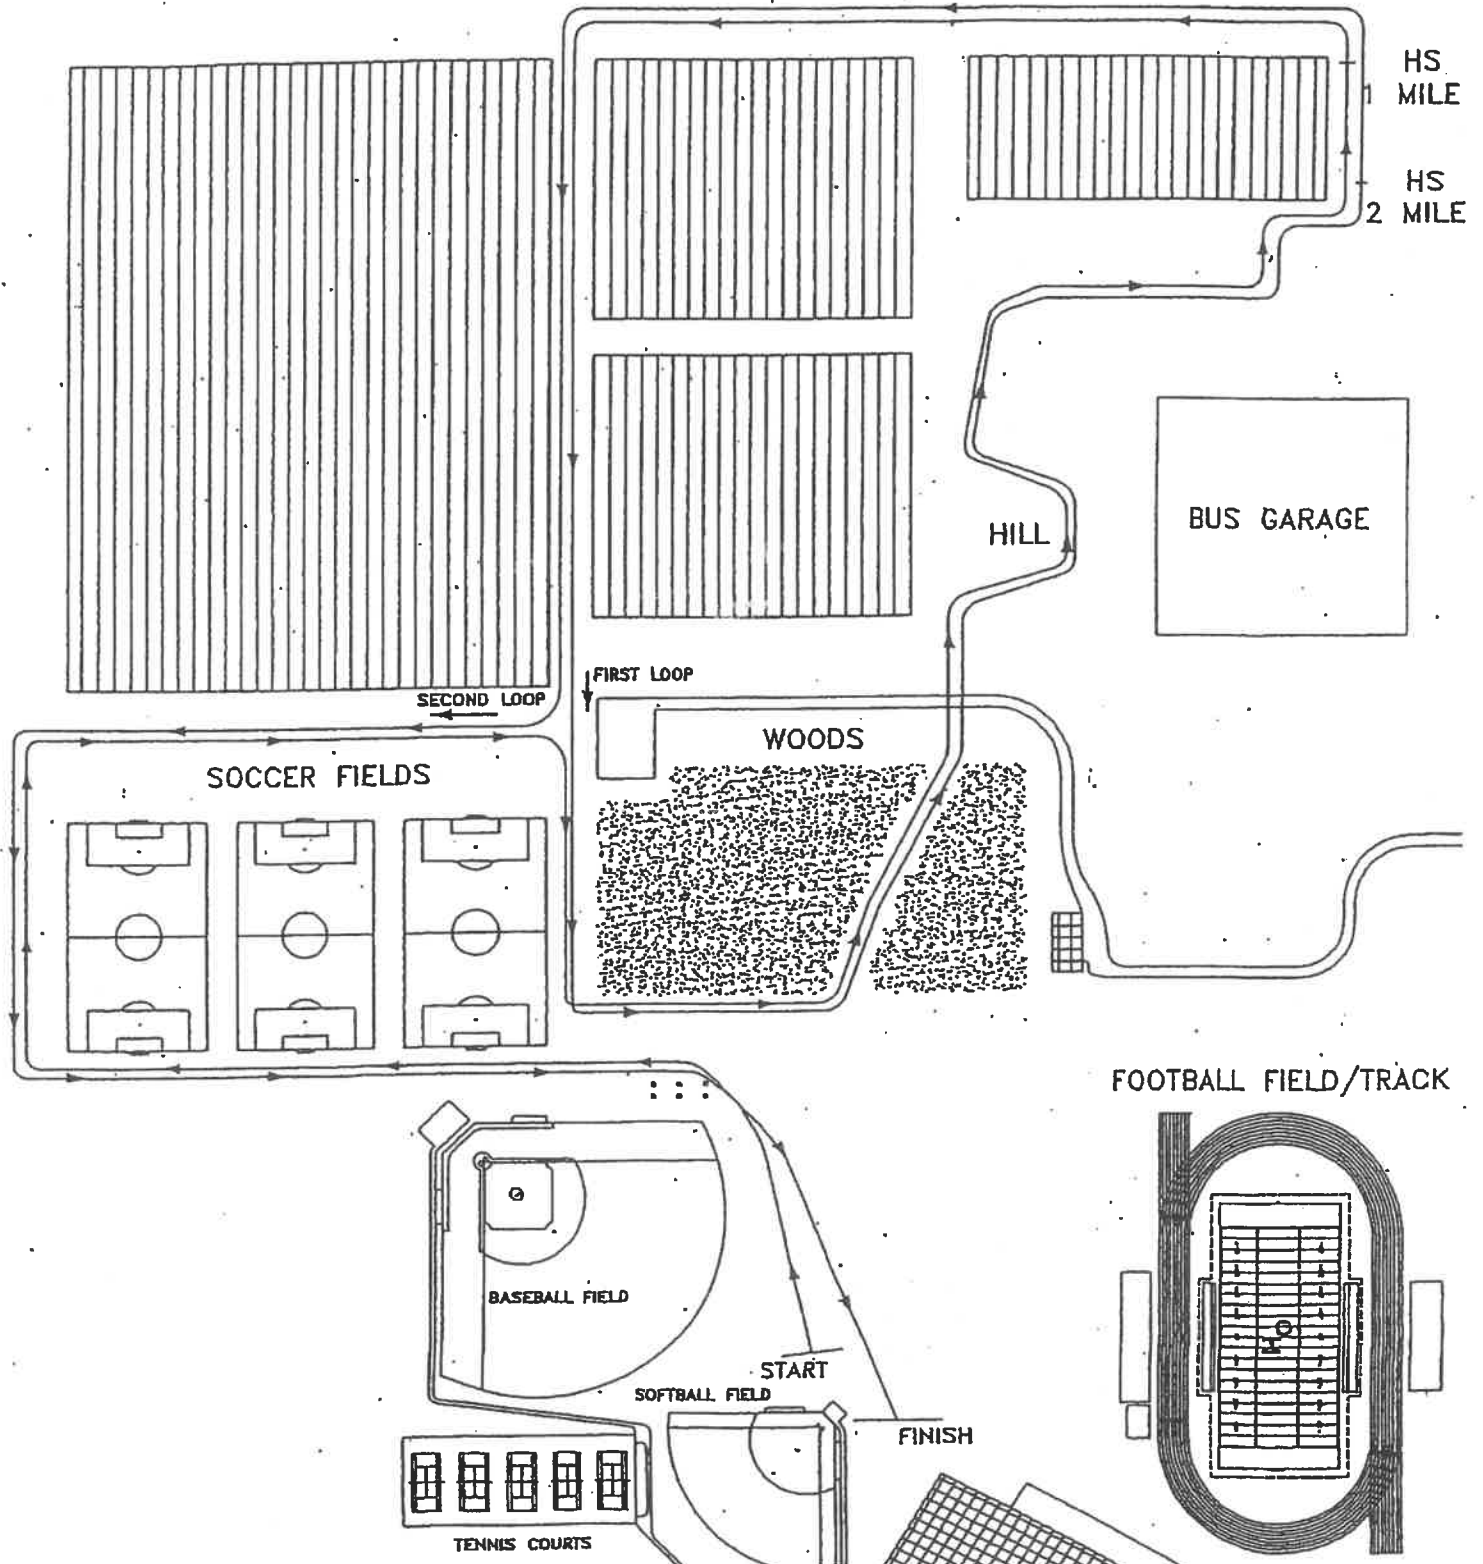 HS
1 MILE
HS
2 MILE
BUS GARAGE
HILL
FIRST LOOP
SECOND LOOP
WOODS
SOCCER FIELDS
FOOTBALL FIELD/TRACK
BASEBALL FIELD
START
SOFTBALL FIELD
FINISH
TENNIS COURTS